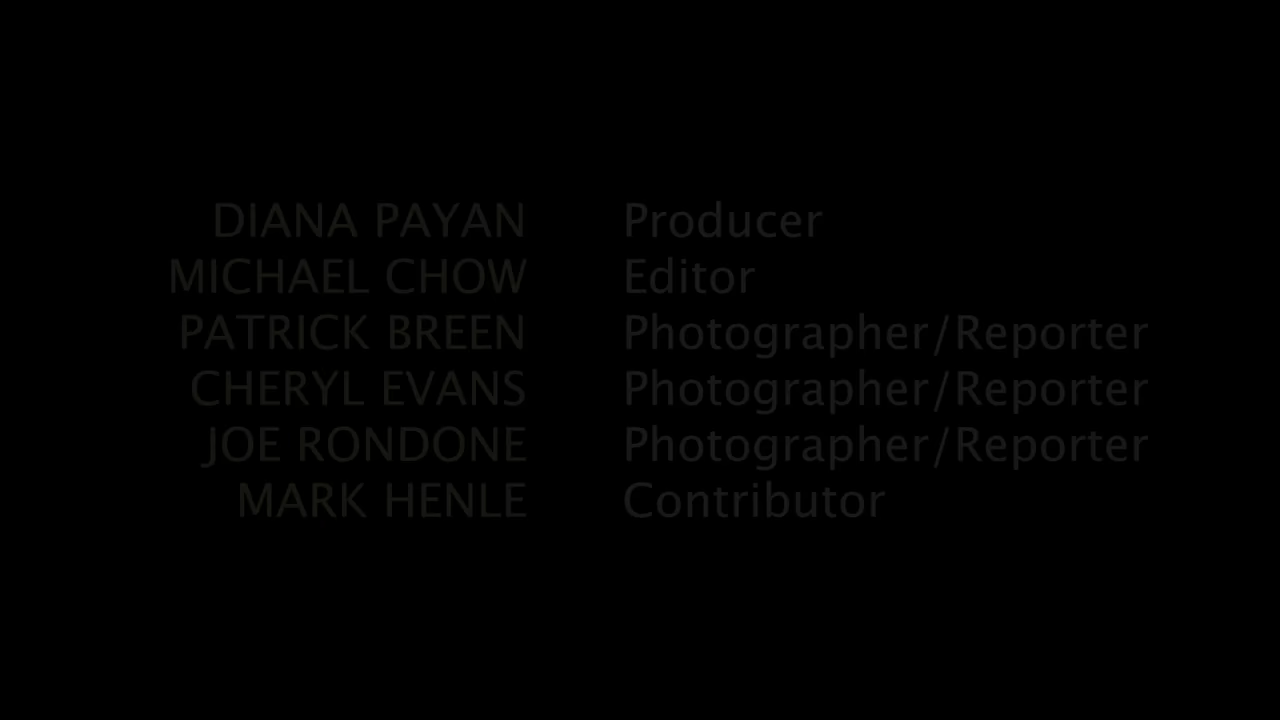 DIANA PAYAN Producer
MICHAEL CHOW Editor
PATRICK BREEN Photographer/Reporter
CHERYL EVANS Photographer/Reporter
JOE RONDONE Photographer/Reporter
MARK HENLE Contributor